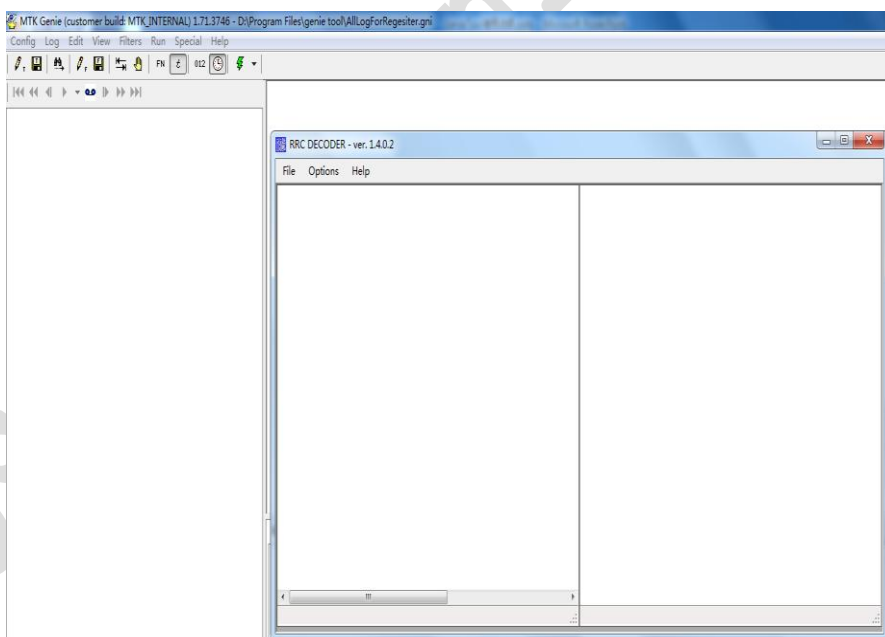 MTK Genie (customer build: MTK_INTERNAL) 1.71.3746 - D:\Program Files\genie tool\AllLogForRegesiter.gni
Config Log Edit View Filters Run Special Help
FN t 012
RRC DECODER - ver. 1.4.0.2
File Options Help